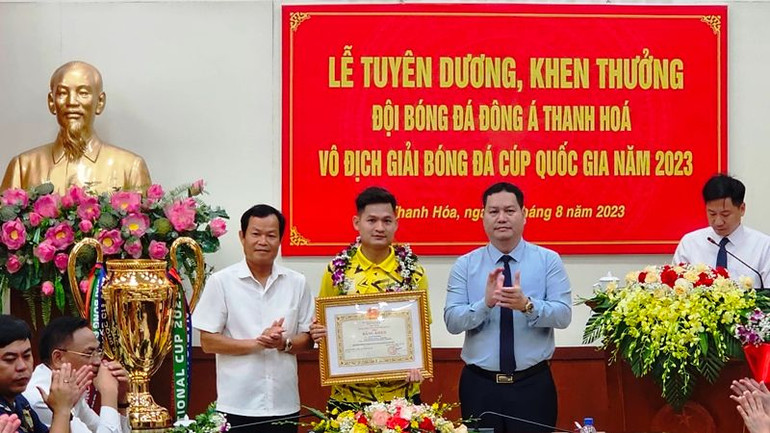 LỄ TUYÊN DƯƠNG, KHEN THƯỞNG
ĐỘI BÓNG ĐÁ ĐÔNG Á THANH HOÁ
VÔ ĐỊCH GIẢI BÓNG ĐÁ CÚP QUỐC GIA NĂM 2023
Thanh Hóa, ngày tháng 8 năm 2023